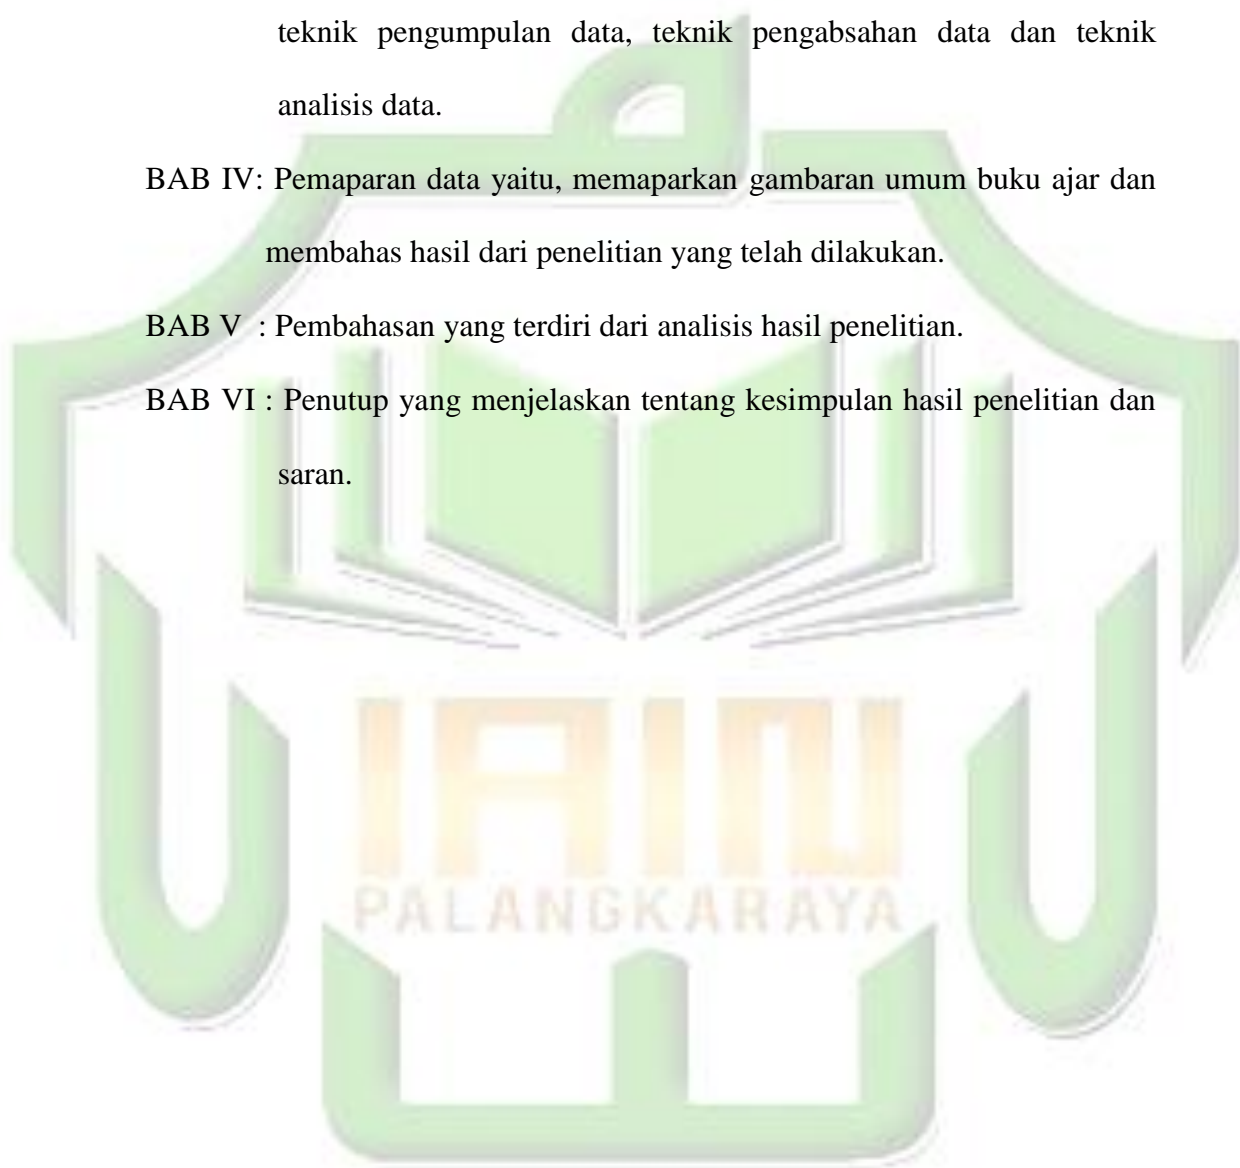 teknik pengumpulan data, teknik pengabsahan data dan teknik
analisis data.
BAB IV: Pemaparan data yaitu, memaparkan gambaran umum buku ajar dan
membahas hasil dari penelitian yang telah dilakukan.
BAB V : Pembahasan yang terdiri dari analisis hasil penelitian.
BAB VI : Penutup yang menjelaskan tentang kesimpulan hasil penelitian dan
saran.
IAIN
PALANGKARAYA